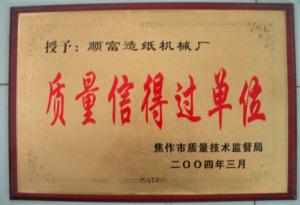 授予：顺富造纸机械厂
质量信得过单位
焦作市质量技术监督局
二〇〇四年三月